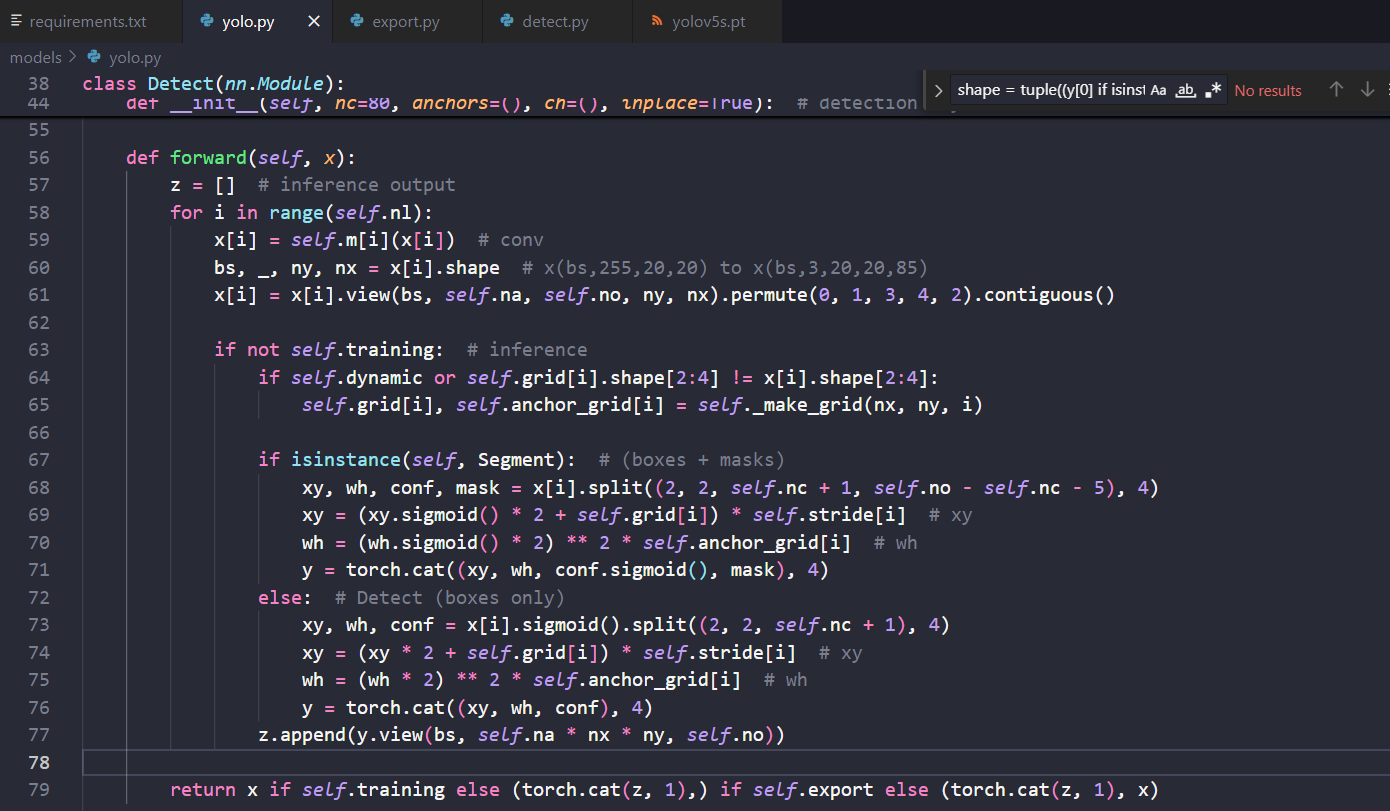 requirements.txt
yolo.py
export.py
detect.py
yolov5s.pt
models > yolo.py
shape = tuple((y[0] if isinst Aa ab .* No results
38 class Detect(nn.Module):
44 def __init__(self, nc=80, anchors=(), ch=(), inplace=True):  # detection
55
56 def forward(self, x):
57 z = []  # inference output
58 for i in range(self.nl):
59 x[i] = self.m[i](x[i])  # conv
60 bs, _, ny, nx = x[i].shape  # x(bs,255,20,20) to x(bs,3,20,20,85)
61 x[i] = x[i].view(bs, self.na, self.no, ny, nx).permute(0, 1, 3, 4, 2).contiguous()
62
63 if not self.training:  # inference
64 if self.dynamic or self.grid[i].shape[2:4] != x[i].shape[2:4]:
65 self.grid[i], self.anchor_grid[i] = self._make_grid(nx, ny, i)
66
67 if isinstance(self, Segment):  # (boxes + masks)
68 xy, wh, conf, mask = x[i].split((2, 2, self.nc + 1, self.no - self.nc - 5), 4)
69 xy = (xy.sigmoid() * 2 + self.grid[i]) * self.stride[i]  # xy
70 wh = (wh.sigmoid() * 2) ** 2 * self.anchor_grid[i]  # wh
71 y = torch.cat((xy, wh, conf.sigmoid(), mask), 4)
72 else:  # Detect (boxes only)
73 xy, wh, conf = x[i].sigmoid().split((2, 2, self.nc + 1), 4)
74 xy = (xy * 2 + self.grid[i]) * self.stride[i]  # xy
75 wh = (wh * 2) ** 2 * self.anchor_grid[i]  # wh
76 y = torch.cat((xy, wh, conf), 4)
77 z.append(y.view(bs, self.na * nx * ny, self.no))
78
79 return x if self.training else (torch.cat(z, 1),) if self.export else (torch.cat(z, 1), x)